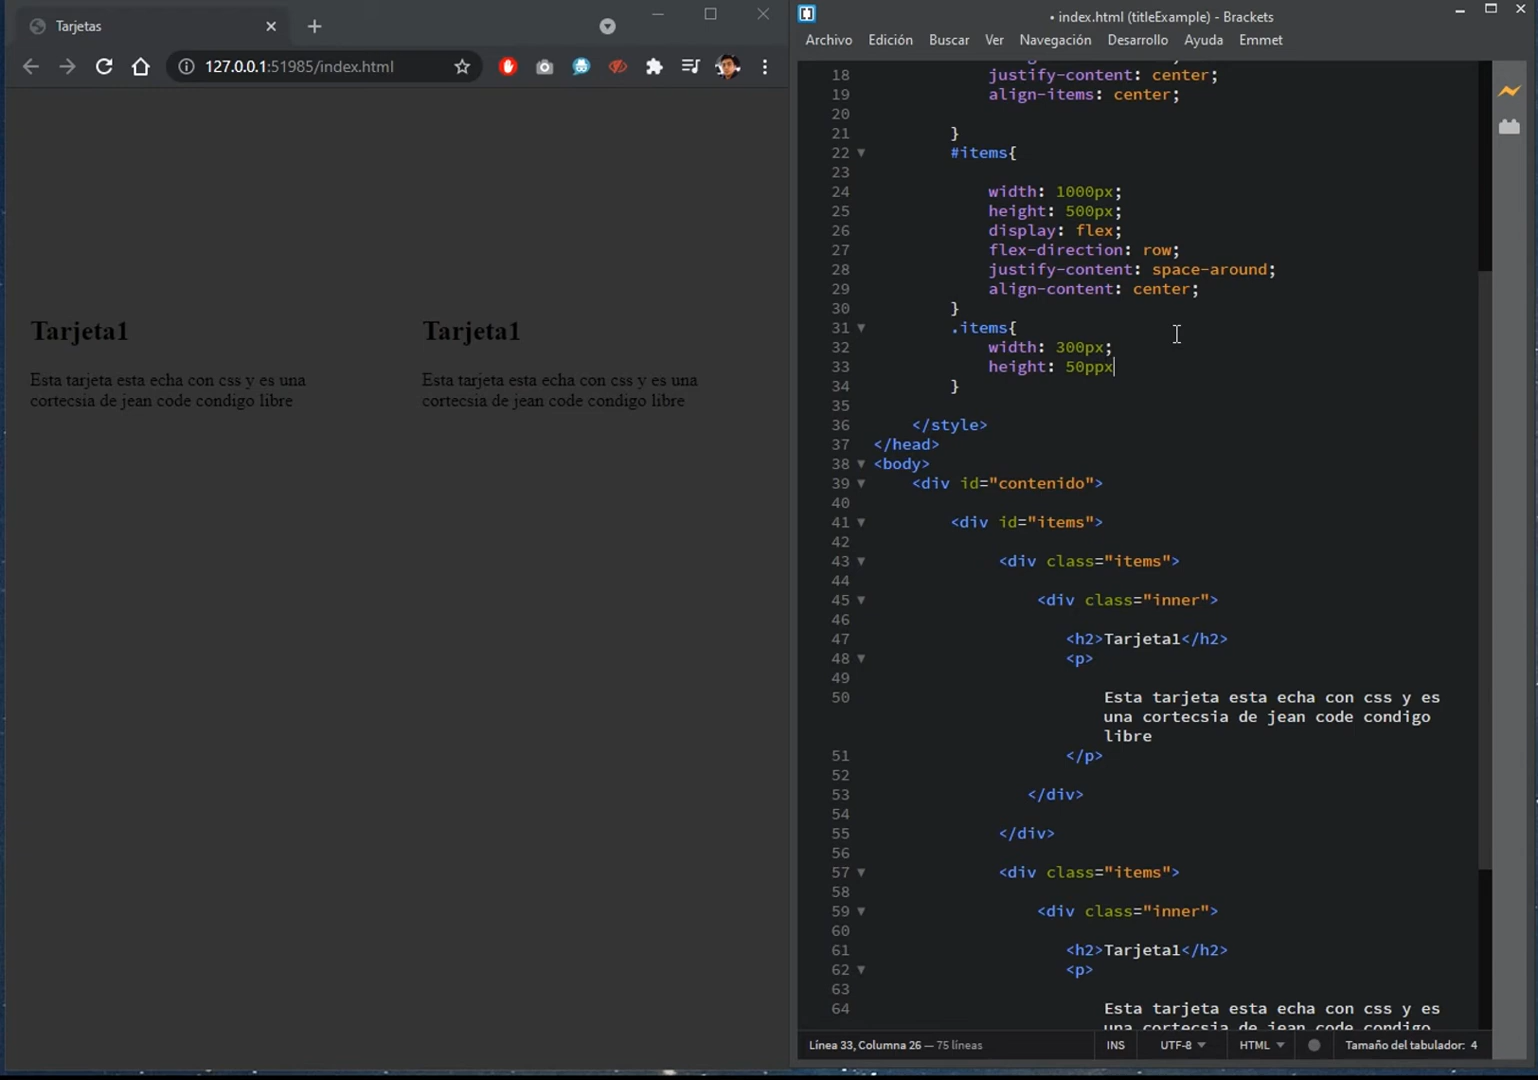 Tarjetas
127.0.0.1:51985/index.html
Tarjeta1
Esta tarjeta esta echa con css y es una
cortecsia de jean code condigo libre
Tarjeta1
Esta tarjeta esta echa con css y es una
cortecsia de jean code condigo libre
• index.html (titleExample) - Brackets
Archivo Edición Buscar Ver Navegación Desarrollo Ayuda Emmet
18 justify-content: center;
19 align-items: center;
20
21 }
22 #items{
23
24 width: 1000px;
25 height: 500px;
26 display: flex;
27 flex-direction: row;
28 justify-content: space-around;
29 align-content: center;
30 }
31 .items{
32 width: 300px;
33 height: 50ppx
34 }
35
36 </style>
37 </head>
38 <body>
39 <div id="contenido">
40
41 <div id="items">
42
43 <div class="items">
44
45 <div class="inner">
46
47 <h2>Tarjeta1</h2>
48 <p>
49
50 Esta tarjeta esta echa con css y es
una cortecsia de jean code condigo
libre
51 </p>
52
53 </div>
54
55 </div>
56
57 <div class="items">
58
59 <div class="inner">
60
61 <h2>Tarjeta1</h2>
62 <p>
63
64 Esta tarjeta esta echa con css y es
una cortecsia de jean code condigo
Línea 33, Columna 26 — 75 líneas
INS UTF-8 HTML Tamaño del tabulador: 4